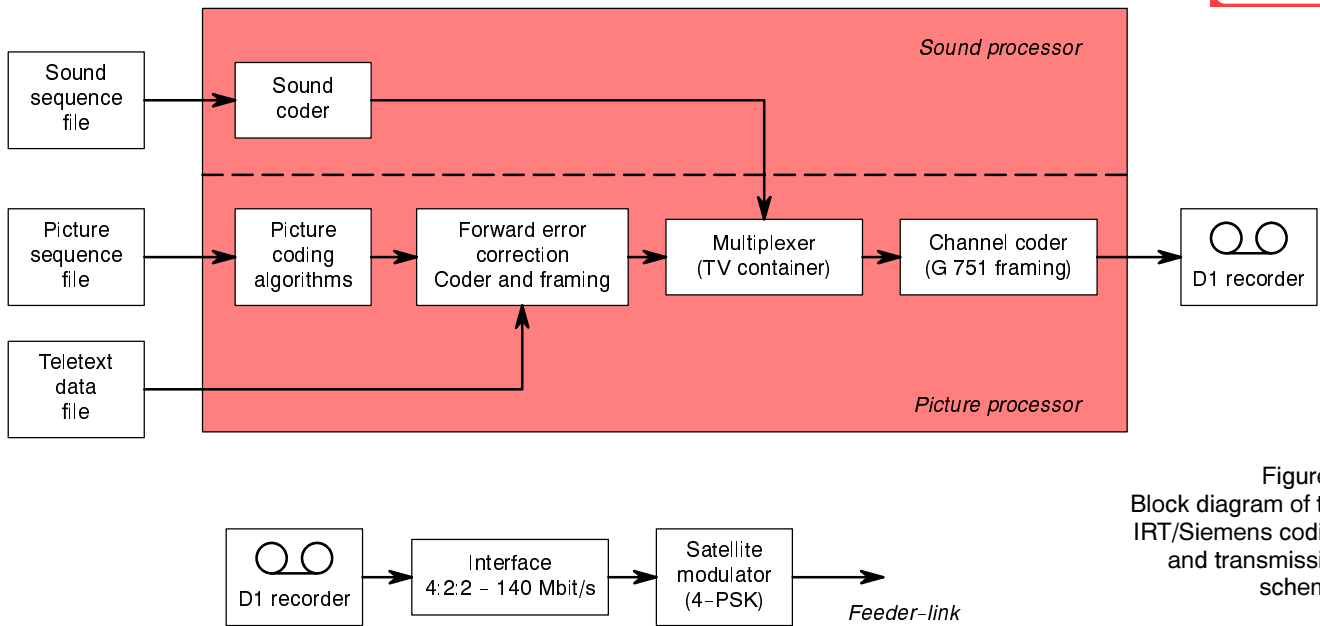 Sound processor
Sound
sequence
file
Sound
coder
Picture
sequence
file
Picture
coding
algorithms
Forward error
correction
Coder and framing
Multiplexer
(TV container)
Channel coder
(G 751 framing)
D1 recorder
Teletext
data
file
Picture processor
Figure
Block diagram of t
IRT/Siemens codi
and transmissi
schem
D1 recorder
Interface
4:2:2 – 140 Mbit/s
Satellite
modulator
(4–PSK)
Feeder–link